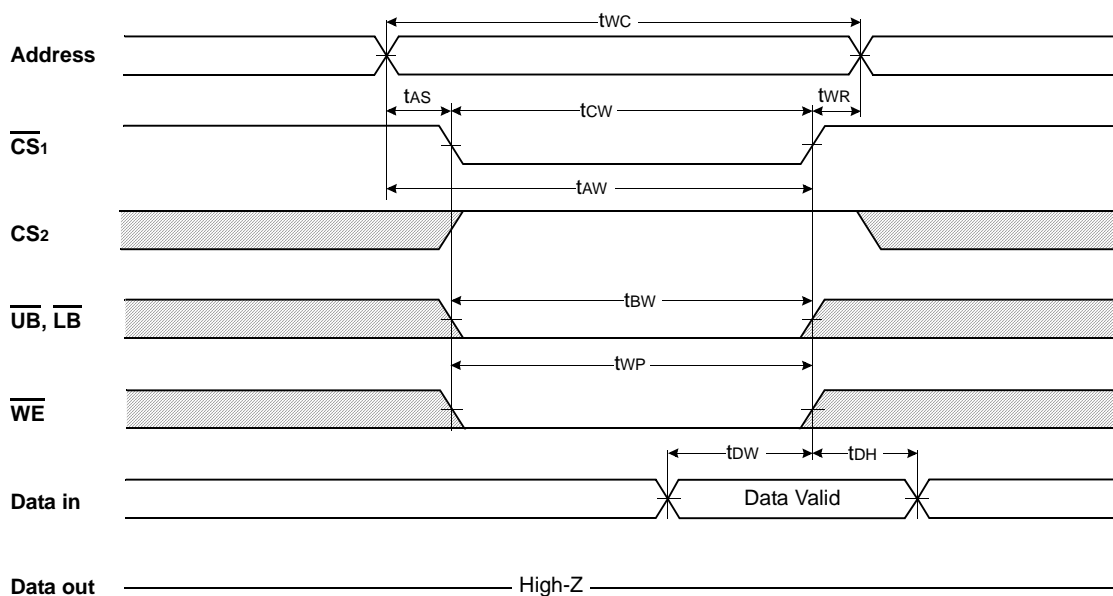 tWC
Address
tAS
tCW
tWR
CS1
tAW
CS2
tBW
UB, LB
tWP
WE
tDW
tDH
Data in
Data Valid
Data out
High-Z